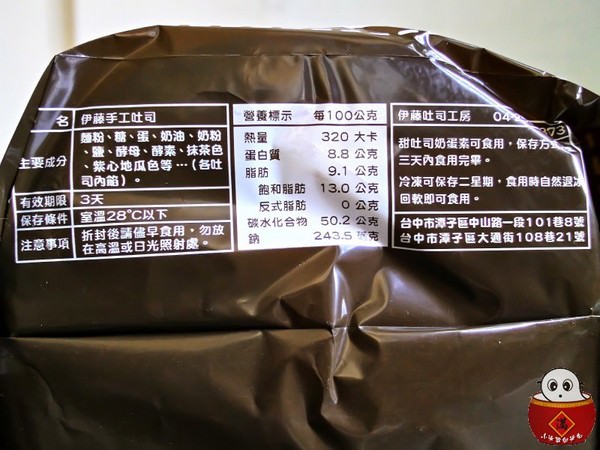 名 伊藤手工吐司
主要成分
麵粉、糖、蛋、奶油、奶粉
、鹽、酵母、酵素、抹茶色
、紫心地瓜色等…(各吐
司內餡)。
有效期限 3天
保存條件 室溫28°C以下
注意事項
折封後請儘早食用,勿放
在高溫或日光照射處。
營養標示 每100公克
熱量 320 大卡
蛋白質 8.8 公克
脂肪 9.1 公克
飽和脂肪 13.0 公克
反式脂肪 0 公克
碳水化合物 50.2 公克
鈉 243.5 毫克
伊藤吐司工房 04
273
甜吐司奶蛋素可食用,保存方
三天內食用完畢。
冷凍可保存二星期,食用時自然退冰
回軟即可食用。
台中市潭子區中山路一段101巷8號
台中市潭子區大通街108巷21號